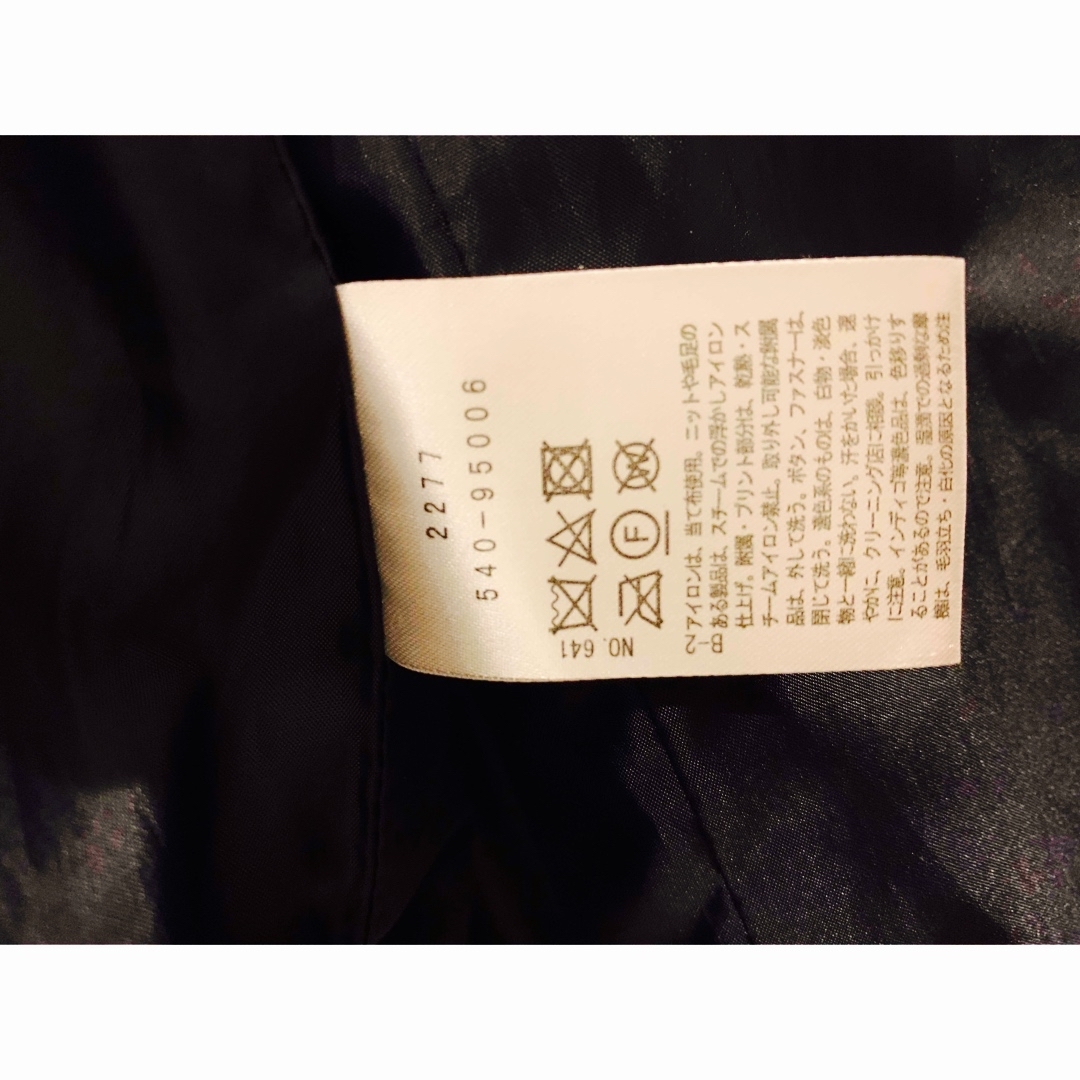 2277
540-95006
NO. 641
F
W
B-2
アイロンは、当て布使用。ニットや毛足の
ある製品は、スチームでの浮かしアイロン
仕上げ。附属・プリント部分は、乾熱・ス
チームアイロン禁止。取り外し可能な附属
品は、外して洗う。ボタン、ファスナーは、
閉じて洗う。濃色系のものは、白物・淡色
物と一緒に洗わない。汗をかいた場合、速
やかに、クリーニング店に相談。引っかけ
に注意。インディゴ等濃色品は、色移りす
ることがあるので注意。湿潤での過剰な摩
擦は、毛羽立ち・白化の原因となるため注